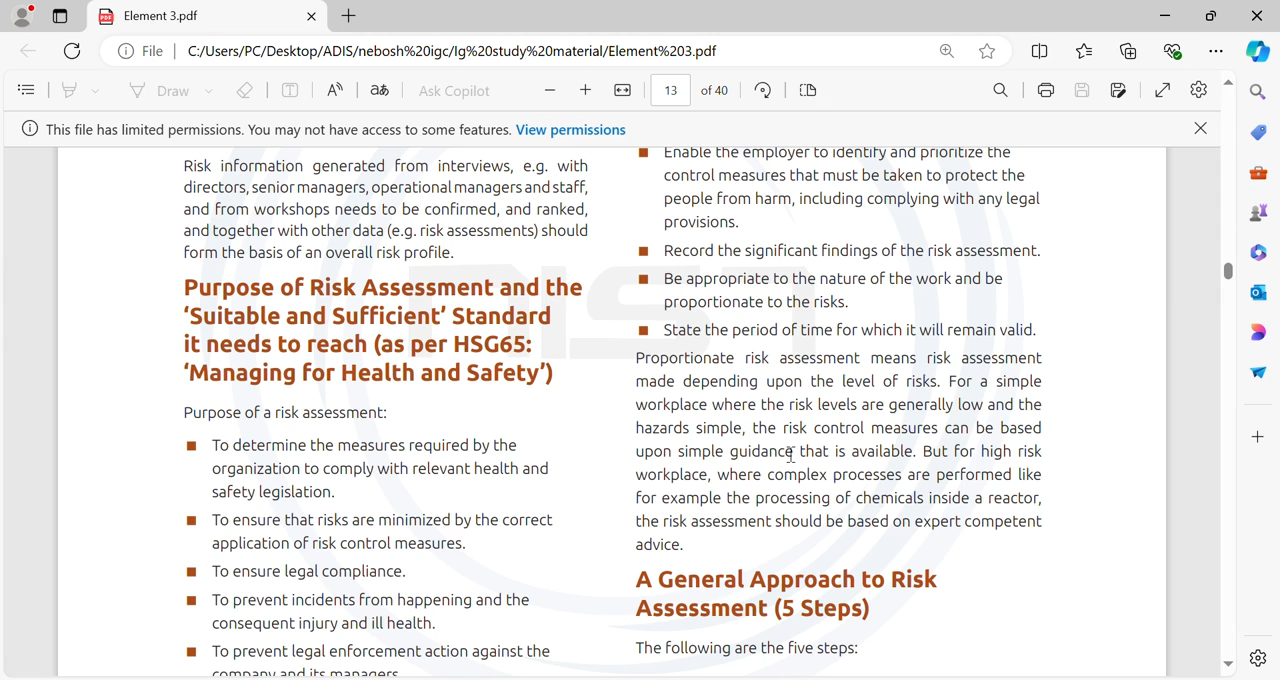 Element 3.pdf
File
C:/Users/PC/Desktop/ADIS/nebosh%20igc/Ig%20study%20material/Element%203.pdf
Draw
aあ
Ask Copilot
13
of 40
This file has limited permissions. You may not have access to some features. View permissions
Risk information generated from interviews, e.g. with
directors, senior managers, operational managers and staff,
and from workshops needs to be confirmed, and ranked,
and together with other data (e.g. risk assessments) should
form the basis of an overall risk profile.
Purpose of Risk Assessment and the
‘Suitable and Sufficient’ Standard
it needs to reach (as per HSG65:
‘Managing for Health and Safety’)
Purpose of a risk assessment:
To determine the measures required by the
organization to comply with relevant health and
safety legislation.
To ensure that risks are minimized by the correct
application of risk control measures.
To ensure legal compliance.
To prevent incidents from happening and the
consequent injury and ill health.
To prevent legal enforcement action against the
company and its managers.
Enable the employer to identify and prioritize the
control measures that must be taken to protect the
people from harm, including complying with any legal
provisions.
Record the significant findings of the risk assessment.
Be appropriate to the nature of the work and be
proportionate to the risks.
State the period of time for which it will remain valid.
Proportionate risk assessment means risk assessment
made depending upon the level of risks. For a simple
workplace where the risk levels are generally low and the
hazards simple, the risk control measures can be based
upon simple guidance that is available. But for high risk
workplace, where complex processes are performed like
for example the processing of chemicals inside a reactor,
the risk assessment should be based on expert competent
advice.
A General Approach to Risk
Assessment (5 Steps)
The following are the five steps:
NIST